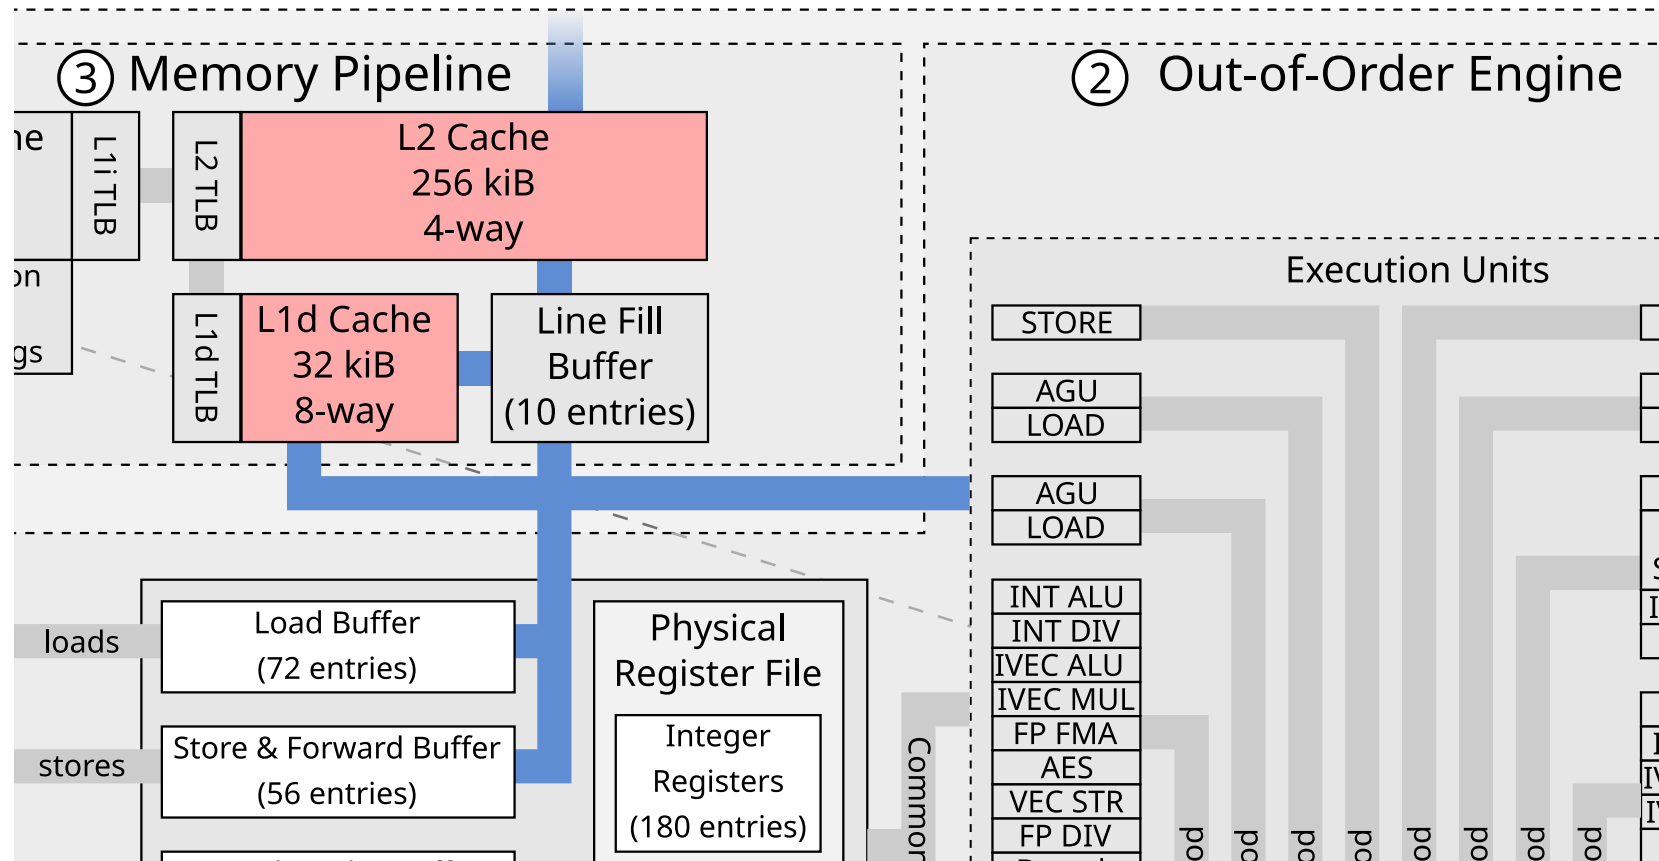 3 Memory Pipeline
2 Out-of-Order Engine
L1i TLB
L2 TLB
L2 Cache
256 kiB
4-way
L1d TLB
L1d Cache
32 kiB
8-way
Line Fill
Buffer
(10 entries)
Execution Units
STORE
AGU
LOAD
AGU
LOAD
INT ALU
INT DIV
IVEC ALU
IVEC MUL
FP FMA
AES
VEC STR
FP DIV
loads
Load Buffer
(72 entries)
stores
Store & Forward Buffer
(56 entries)
Physical
Register File
Integer
Registers
(180 entries)